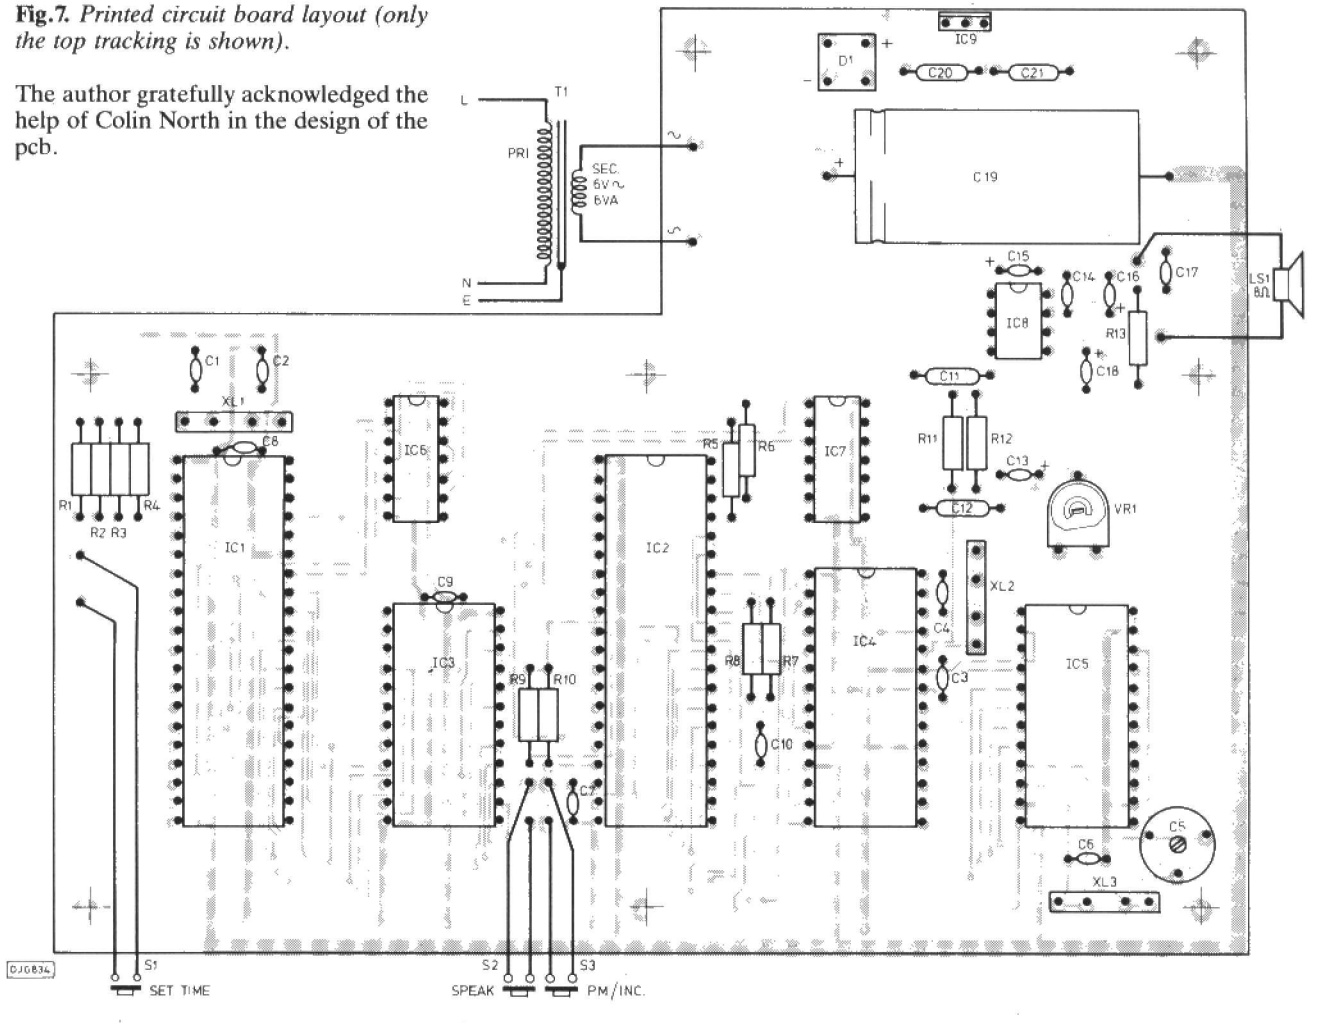 Fig.7. Printed circuit board layout (only
the top tracking is shown).
The author gratefully acknowledged the
help of Colin North in the design of the
pcb.
L
T1
PRI
SEC.
6V~
6VA
N
E
~
~
IC9
D1
+
-
C20
C21
+
C19
+
C15
C14
C16
C17
LS1
8Ω
IC8
+
R13
+
C18
C11
C1
C2
XL1
C8
IC6
R5
R6
IC7
R11
R12
C13
+
R1
R4
R2
R3
C12
VR1
IC1
IC2
C9
XL2
C4
IC4
IC3
R8
R7
C3
IC5
R9
R10
C10
C7
C5
C6
XL3
DJG834
S1
SET TIME
S2
S3
SPEAK
PM/INC.